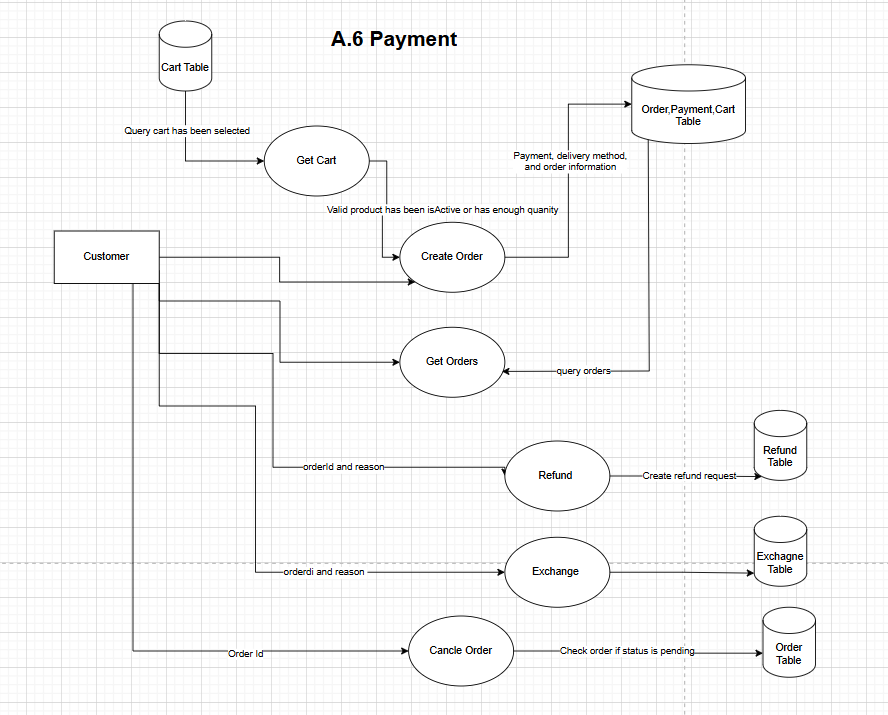 A.6 Payment
Cart Table
Order,Payment,Cart
Table
Query cart has been selected
Get Cart
Payment, delivery method,
and order information
Valid product has been isActive or has enough quanity
Customer
Create Order
Get Orders
query orders
Refund
Table
orderId and reason
Refund
Create refund request
Exchagne
Table
orderdi and reason
Exchange
Order
Table
Order Id
Cancle Order
Check order if status is pending